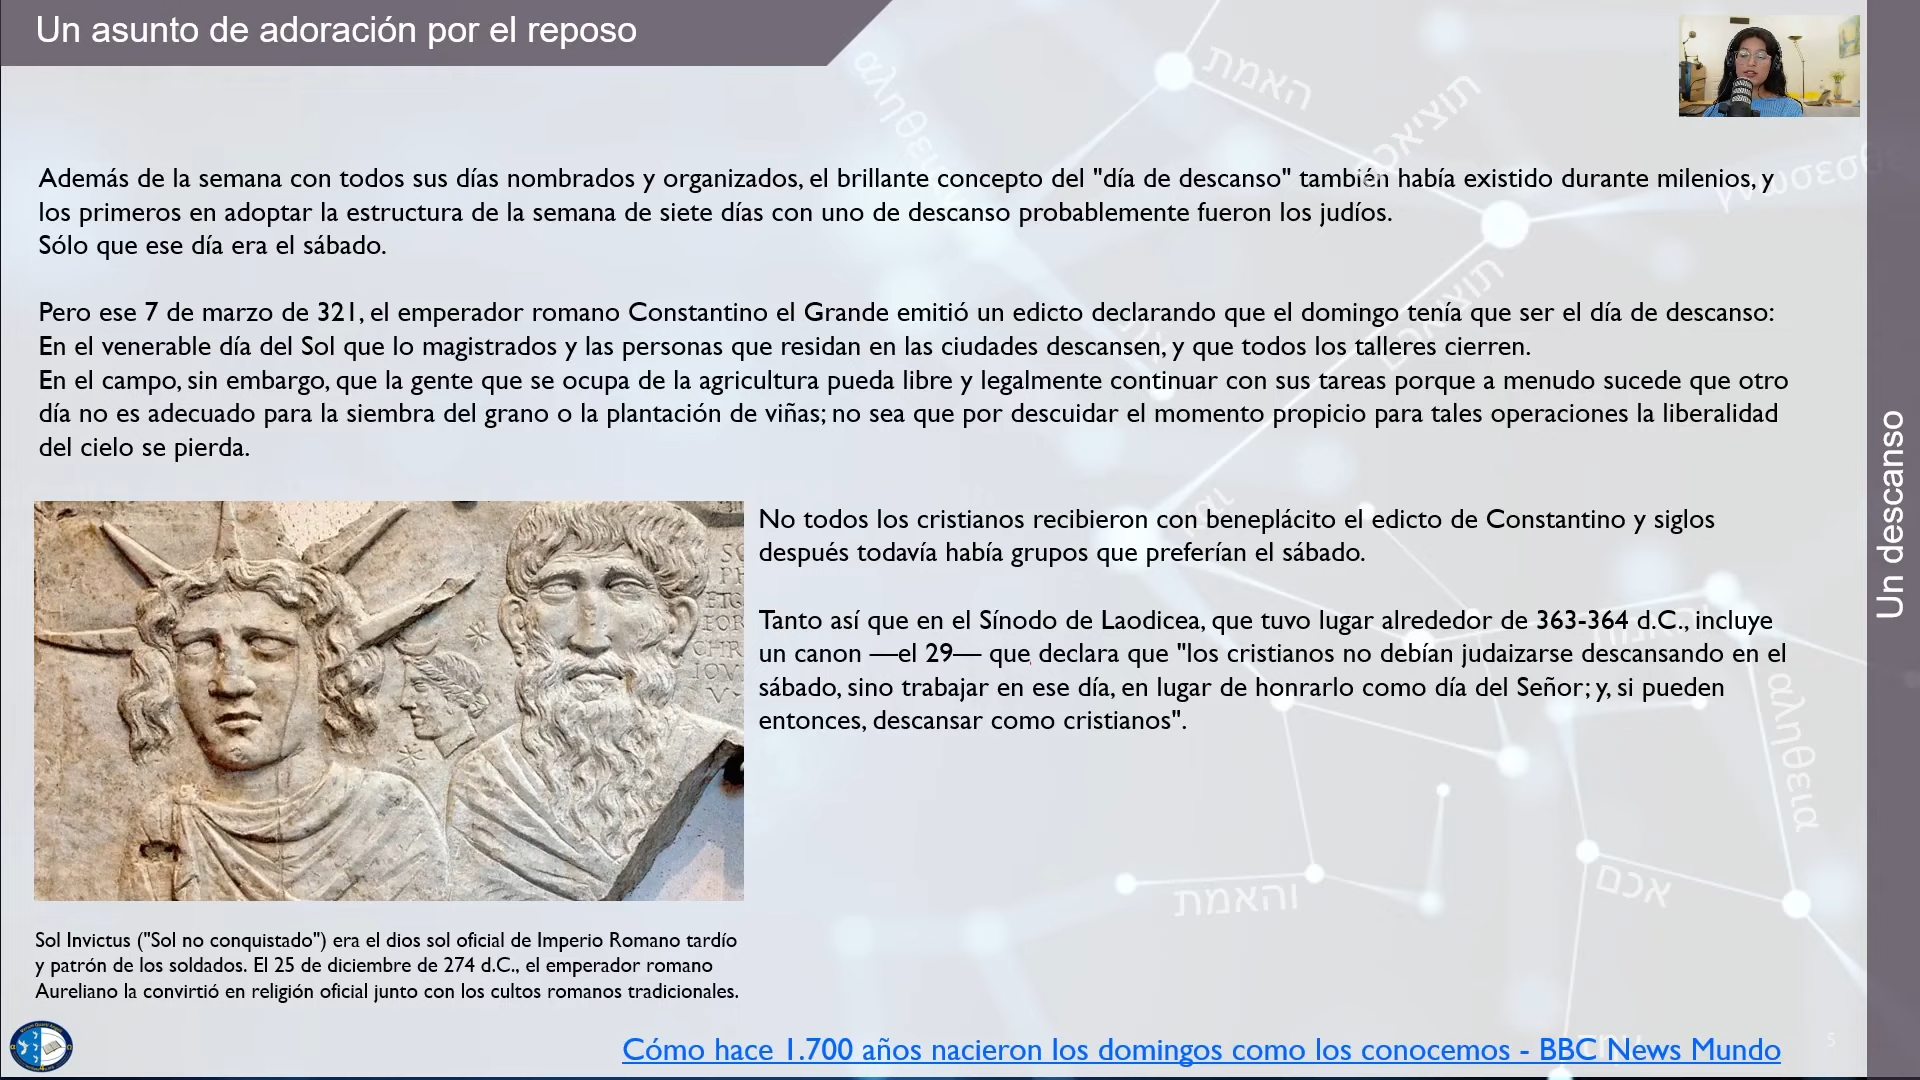 Un asunto de adoración por el reposo
Además de la semana con todos sus días nombrados y organizados, el brillante concepto del "día de descanso" también había existido durante milenios, y
los primeros en adoptar la estructura de la semana de siete días con uno de descanso probablemente fueron los judíos.
Sólo que ese día era el sábado.
Pero ese 7 de marzo de 321, el emperador romano Constantino el Grande emitió un edicto declarando que el domingo tenía que ser el día de descanso:
En el venerable día del Sol que lo magistrados y las personas que residan en las ciudades descansen, y que todos los talleres cierren.
En el campo, sin embargo, que la gente que se ocupa de la agricultura pueda libre y legalmente continuar con sus tareas porque a menudo sucede que otro
día no es adecuado para la siembra del grano o la plantación de viñas; no sea que por descuidar el momento propicio para tales operaciones la liberalidad
del cielo se pierda.
No todos los cristianos recibieron con beneplácito el edicto de Constantino y siglos
después todavía había grupos que preferían el sábado.
Tanto así que en el Sínodo de Laodicea, que tuvo lugar alrededor de 363-364 d.C., incluye
un canon —el 29— que declara que "los cristianos no debían judaizarse descansando en el
sábado, sino trabajar en ese día, en lugar de honrarlo como día del Señor; y, si pueden
entonces, descansar como cristianos".
Sol Invictus ("Sol no conquistado") era el dios sol oficial de Imperio Romano tardío
y patrón de los soldados. El 25 de diciembre de 274 d.C., el emperador romano
Aureliano la convirtió en religión oficial junto con los cultos romanos tradicionales.
Cómo hace 1.700 años nacieron los domingos como los conocemos - BBC News Mundo
5
Un descanso
האמת
והאמת
אכם
αληθεια
και